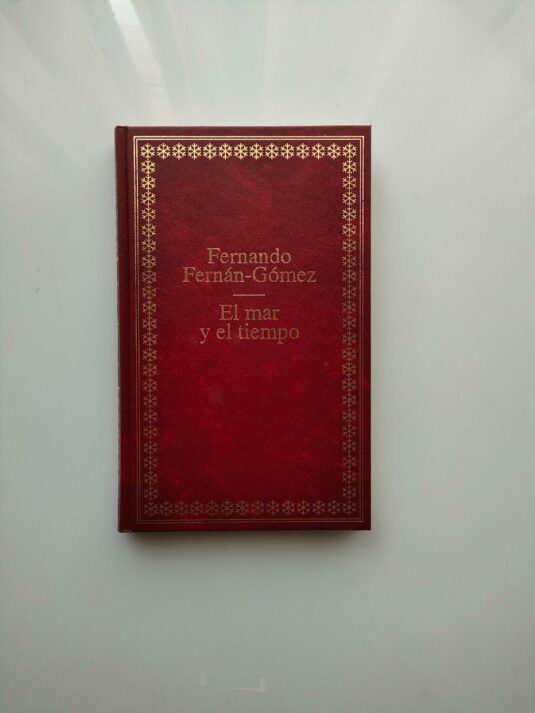 Fernando
Fernán-Gómez
El mar
y el tiempo